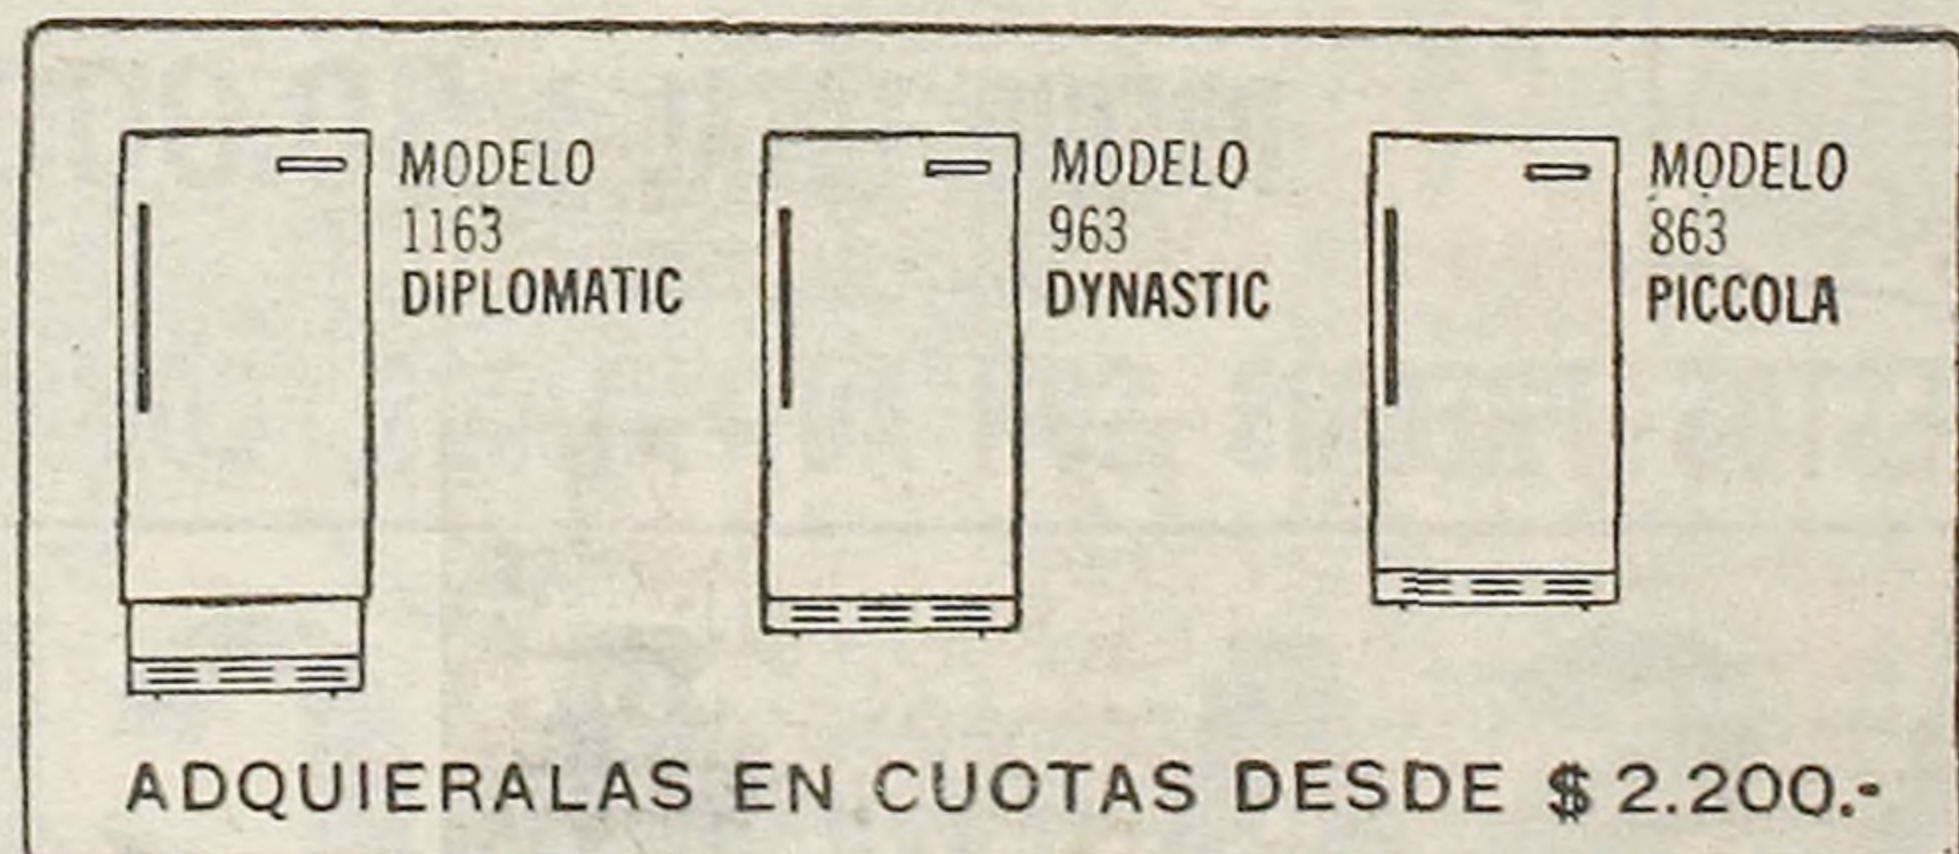 MODELO
1163
DIPLOMATIC
MODELO
963
DYNASTIC
MODELO
863
PICCOLA
ADQUIERALAS EN CUOTAS DESDE $ 2.200.-